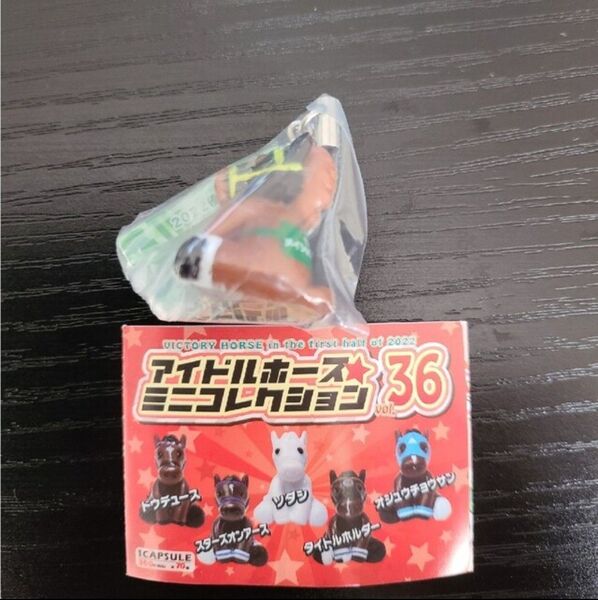 VICTORY HORSE in the first half of 2022
アイドルホース★
ミニコレクション
vol. 36
ドウデュース
スターズオンアース
ソダシ
タイトルホルダー
オジュウチョウサン
1CAPSULE